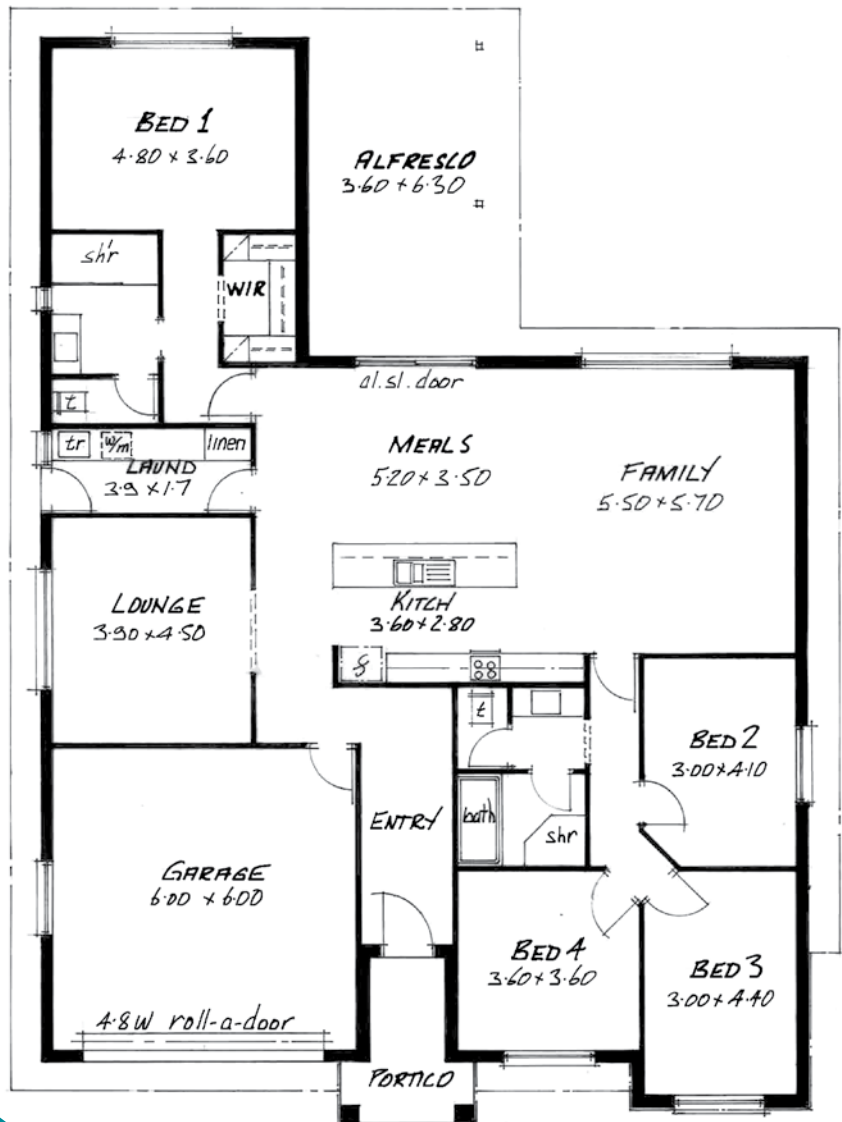 BED 1
4.80 x 3.60
ALFRESCO
3.60 x 6.30
sh'r
WIR
t
al.sl.door
tr
w/m
linen
LAUND
3.9 x 1.7
MEALS
5.20 x 3.50
FAMILY
5.50 x 5.70
LOUNGE
3.90 x 4.50
KITCH
3.60 x 2.80
t
BED 2
3.00 x 4.10
ENTRY
bath
shr
GARAGE
6.00 x 6.00
BED 4
3.60 x 3.60
BED 3
3.00 x 4.40
4.8W roll-a-door
PORTICO